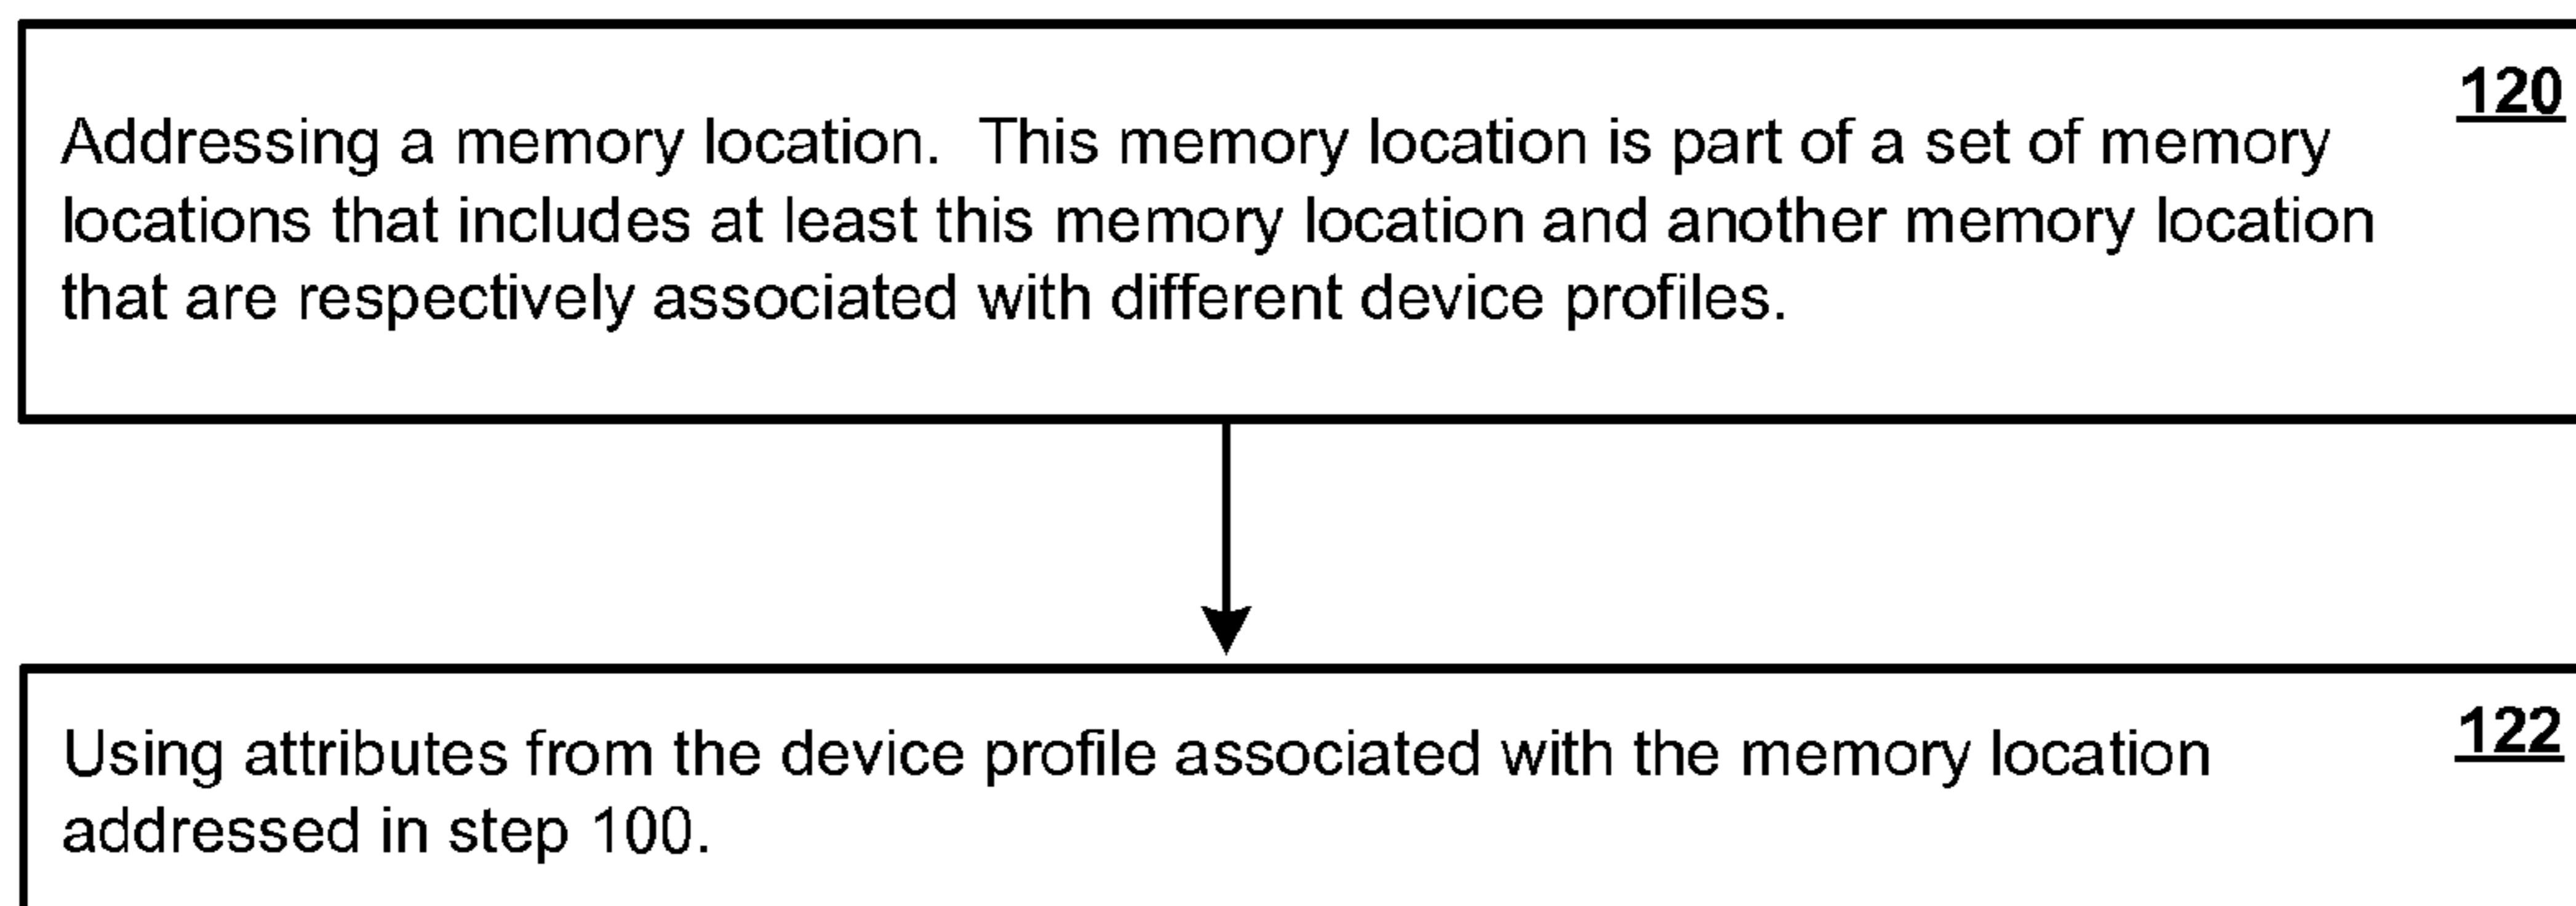 120
Addressing a memory location.  This memory location is part of a set of memory
locations that includes at least this memory location and another memory location
that are respectively associated with different device profiles.
122
Using attributes from the device profile associated with the memory location
addressed in step 100.